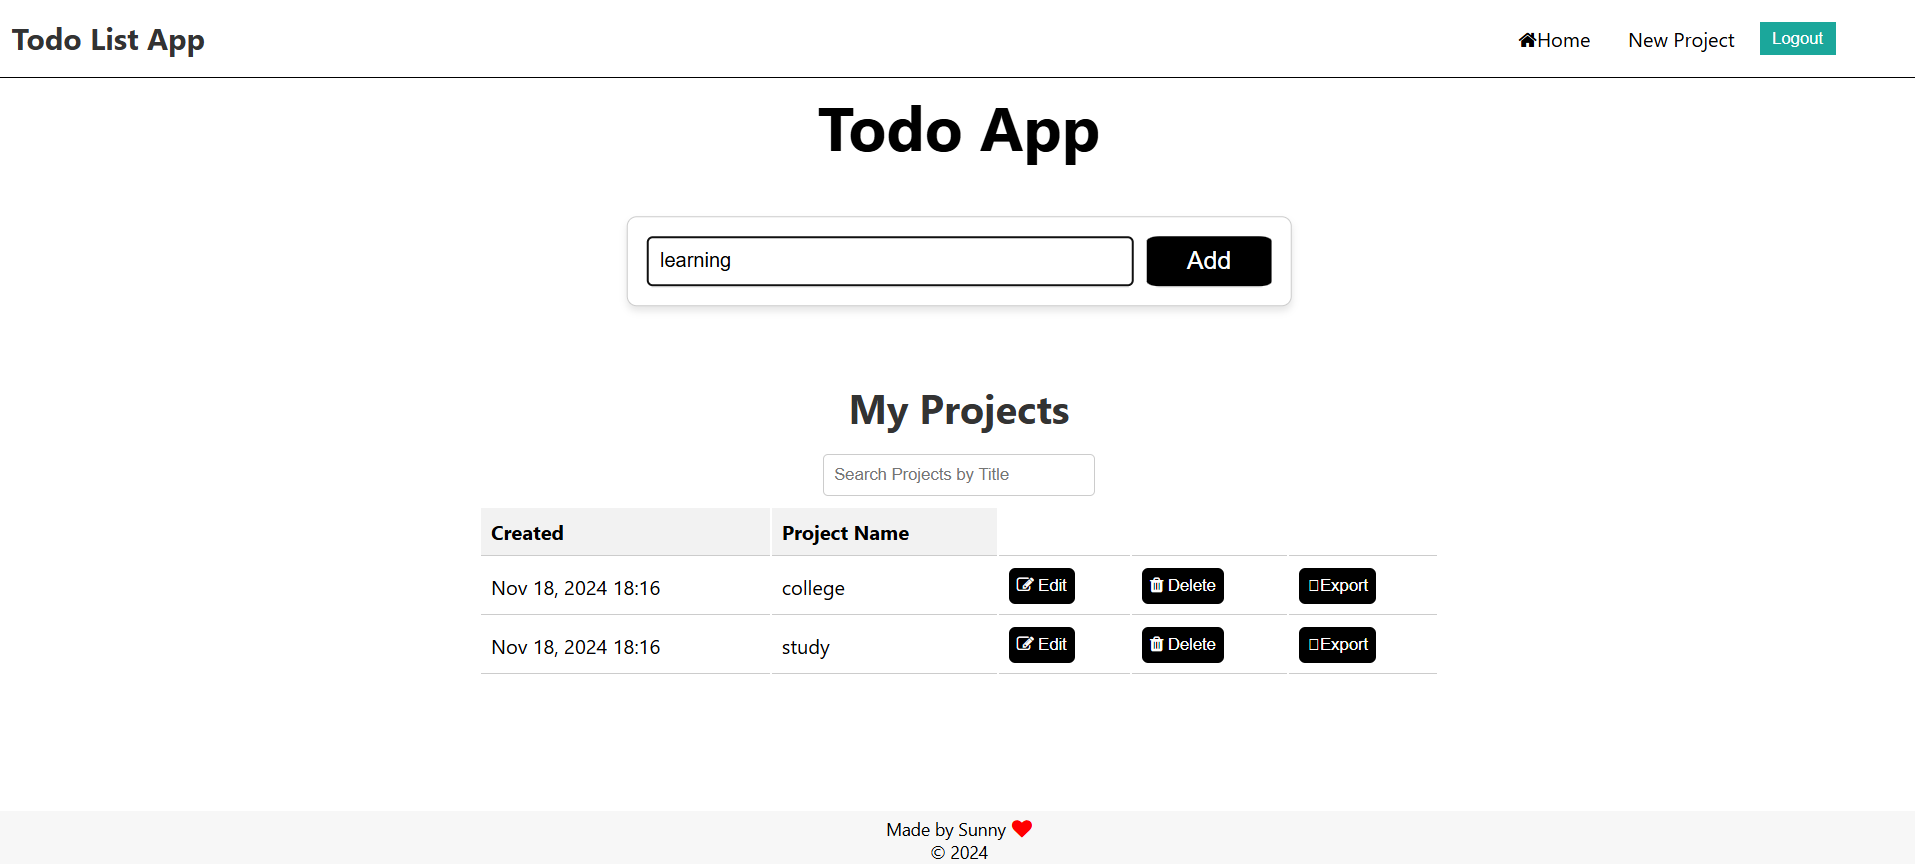 Todo List App
Home New Project Logout
Todo App
learning Add
My Projects
Search Projects by Title
Created Project Name
Nov 18, 2024 18:16 college Edit Delete Export
Nov 18, 2024 18:16 study Edit Delete Export
Made by Sunny
© 2024